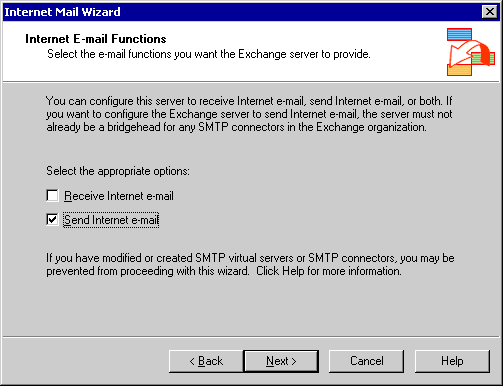 Internet Mail Wizard
Internet E-mail Functions
Select the e-mail functions you want the Exchange server to provide.
You can configure this server to receive Internet e-mail, send Internet e-mail, or both. If
you want to configure the Exchange server to send Internet e-mail, the server must not
already be a bridgehead for any SMTP connectors in the Exchange organization.
Select the appropriate options:
Receive Internet e-mail
Send Internet e-mail
If you have modified or created SMTP virtual servers or SMTP connectors, you may be
prevented from proceeding with this wizard. Click Help for more information.
< Back Next > Cancel Help